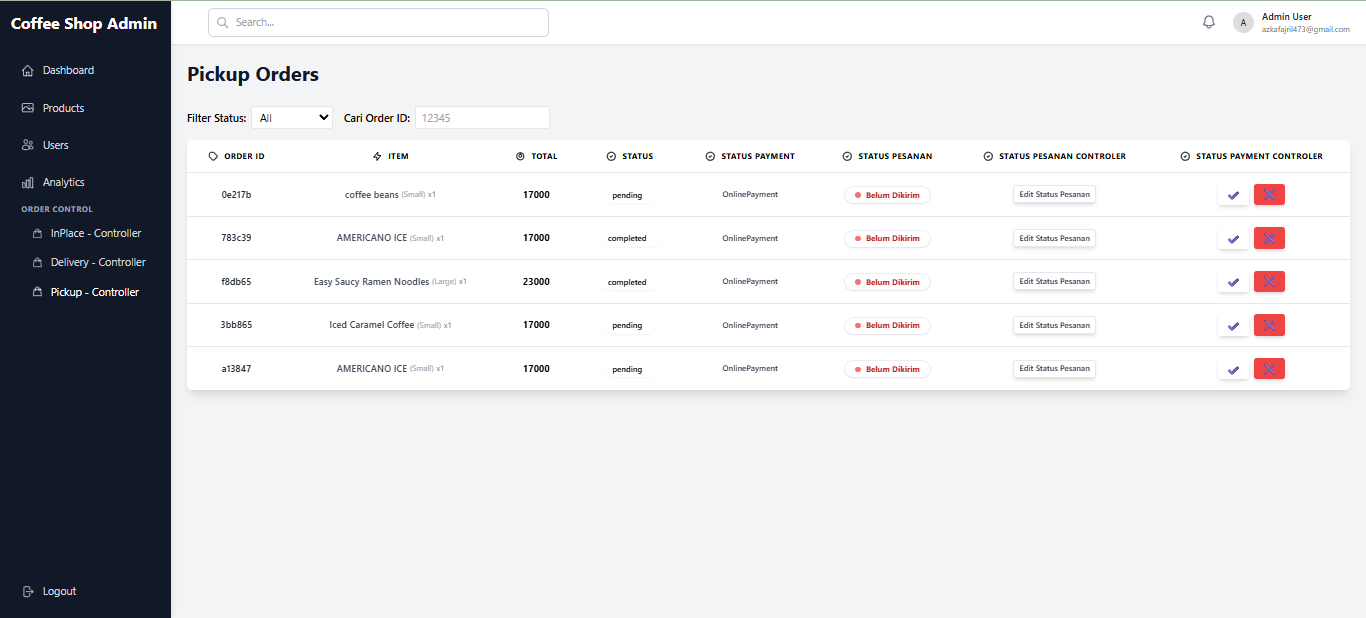 Coffee Shop Admin
Search...
A
Admin User
azkafajril473@gmail.com
Dashboard
Products
Users
Analytics
ORDER CONTROL
InPlace - Controller
Delivery - Controller
Pickup - Controller
Logout
Pickup Orders
Filter Status: All Cari Order ID: 12345
ORDER ID ITEM TOTAL STATUS STATUS PAYMENT STATUS PESANAN STATUS PESANAN CONTROLER STATUS PAYMENT CONTROLER
0e217b coffee beans (Small) x1 17000 pending OnlinePayment Belum Dikirim Edit Status Pesanan
783c39 AMERICANO ICE (Small) x1 17000 completed OnlinePayment Belum Dikirim Edit Status Pesanan
f8db65 Easy Saucy Ramen Noodles (Large) x1 23000 completed OnlinePayment Belum Dikirim Edit Status Pesanan
3bb865 Iced Caramel Coffee (Small) x1 17000 pending OnlinePayment Belum Dikirim Edit Status Pesanan
a13847 AMERICANO ICE (Small) x1 17000 pending OnlinePayment Belum Dikirim Edit Status Pesanan